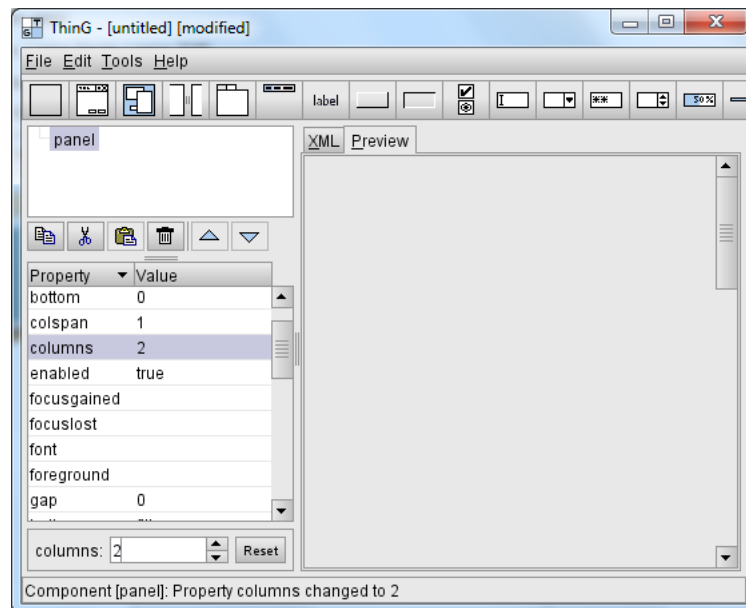 ThinG - [untitled] [modified]
File Edit Tools Help
label
50%
panel
XML Preview
Property Value
bottom 0
colspan 1
columns 2
enabled true
focusgained
focuslost
font
foreground
gap 0
columns: 2 Reset
Component [panel]: Property columns changed to 2